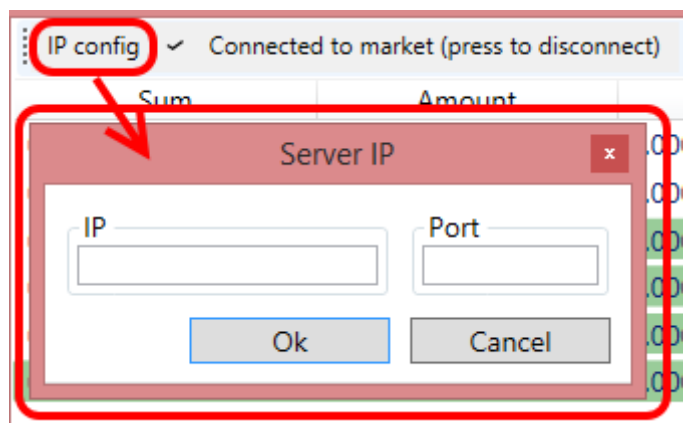 IP config ✓ Connected to market (press to disconnect)
Sum Amount
Server IP x
IP Port
Ok Cancel